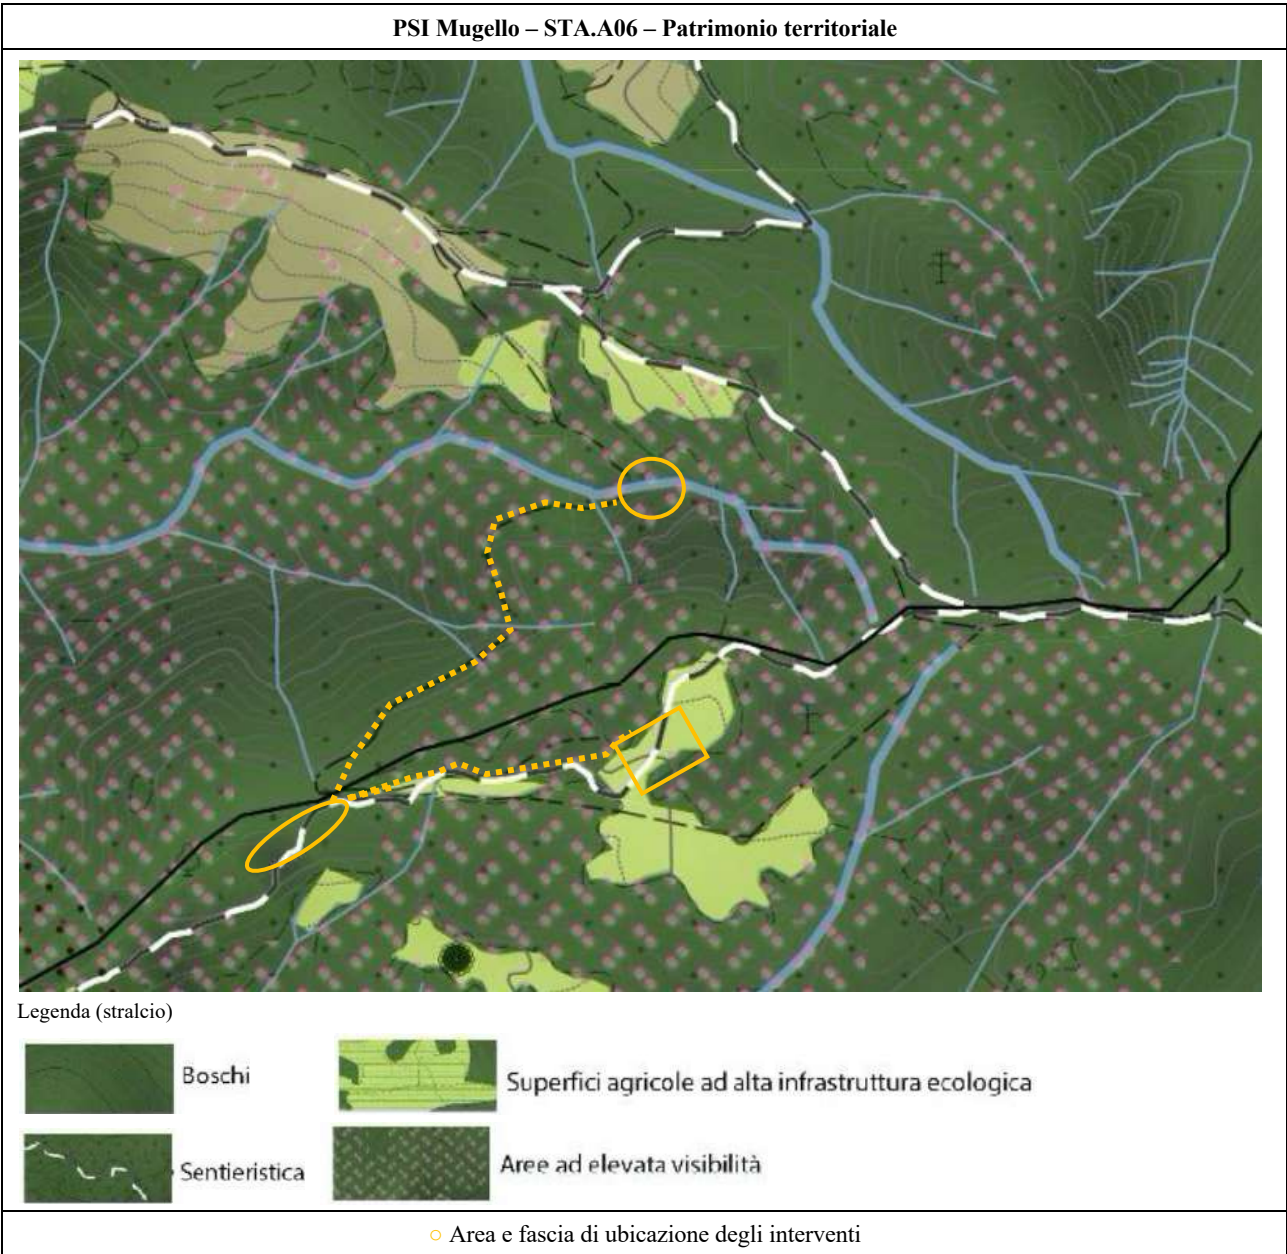 PSI Mugello – STA.A06 – Patrimonio territoriale
Legenda (stralcio)
Boschi
Superfici agricole ad alta infrastruttura ecologica
Sentieristica
Aree ad elevata visibilità
○ Area e fascia di ubicazione degli interventi